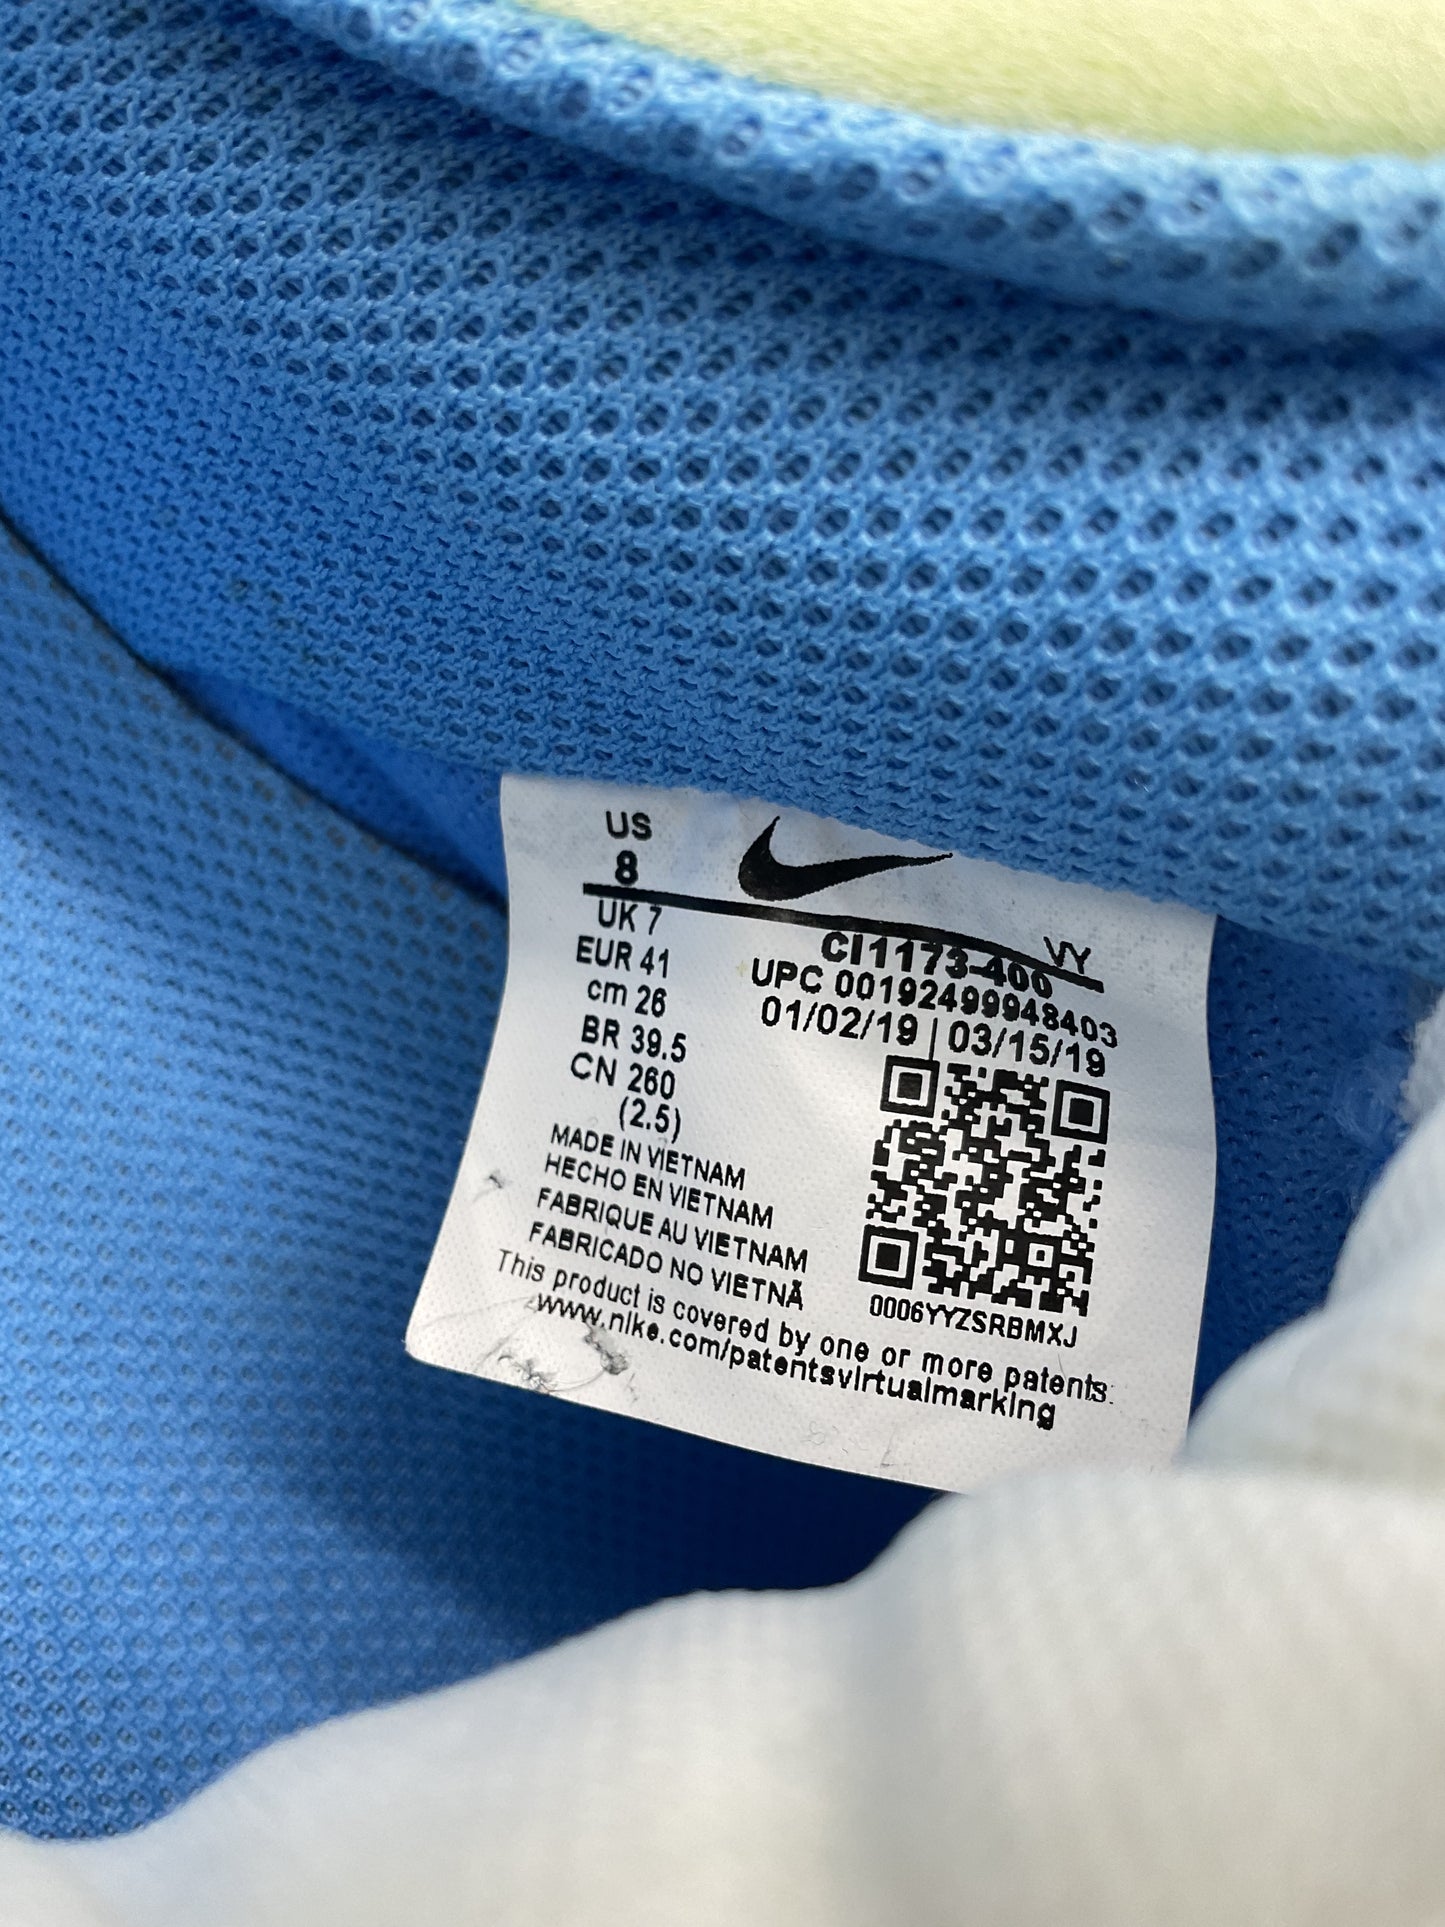 US
8
UK 7
EUR 41
cm 26
BR 39.5
CN 260
(2.5)
VY
CI1173-400
UPC 00192499948403
01/02/19 | 03/15/19
MADE IN VIETNAM
HECHO EN VIETNAM
FABRIQUE AU VIETNAM
FABRICADO NO VIETNÃ
0006YYZSRBMXJ
This product is covered by one or more patents:
www.nike.com/patentsvirtualmarking